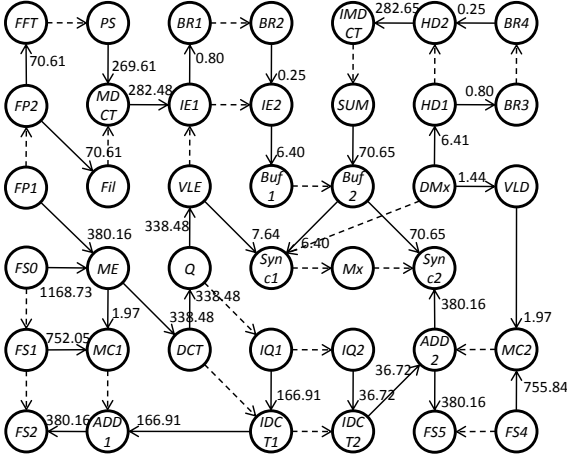 FFT PS BR1 BR2 IMD CT 282.65 HD2 0.25 BR4
70.61 269.61 0.80 0.25
FP2 MD CT 282.48 IE1 IE2 SUM HD1 0.80 BR3
70.61 6.40 70.65 6.41
FP1 Fil VLE Buf 1 Buf 2 DMx 1.44 VLD
380.16 338.48 7.64 6.40 70.65
FS0 ME Q Syn c1 Mx Syn c2
1168.73 1.97 338.48 338.48 380.16 1.97
FS1 752.05 MC1 DCT IQ1 IQ2 ADD 2 MC2
166.91 36.72 36.72 380.16 755.84
FS2 380.16 ADD 1 166.91 IDC T1 IDC T2 FS5 FS4